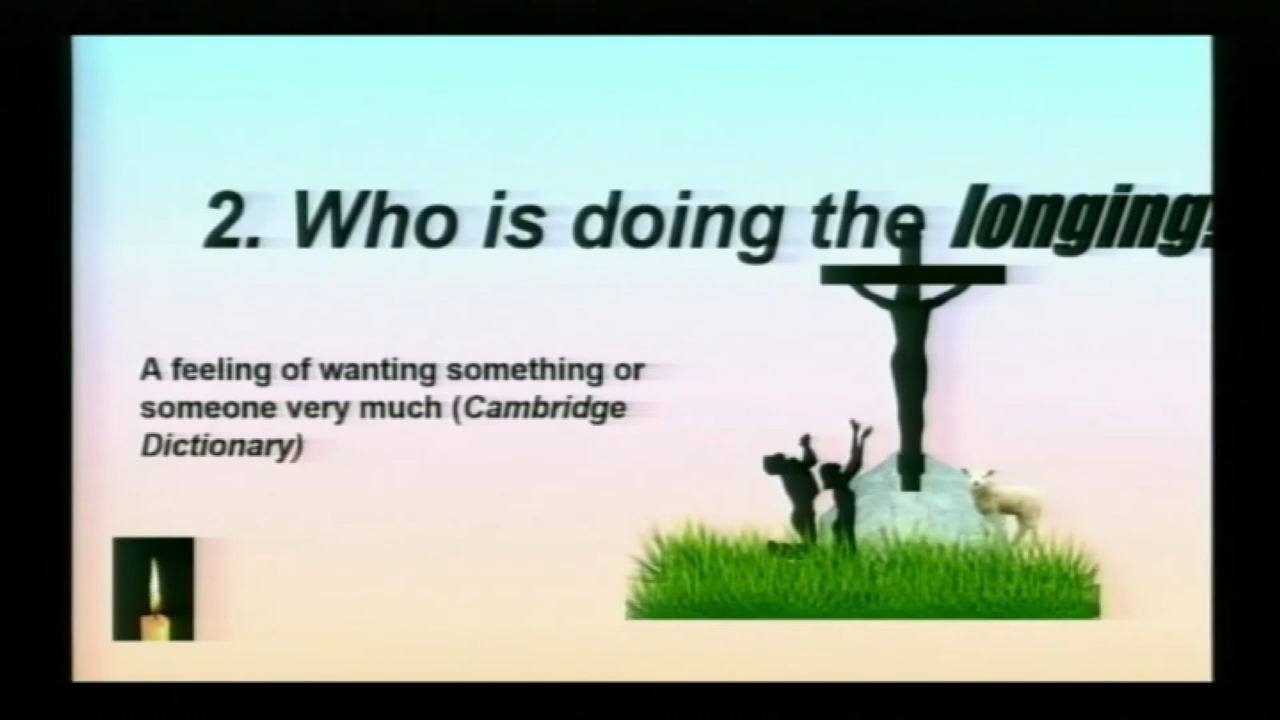 2. Who is doing the longing?
A feeling of wanting something or
someone very much (Cambridge
Dictionary)